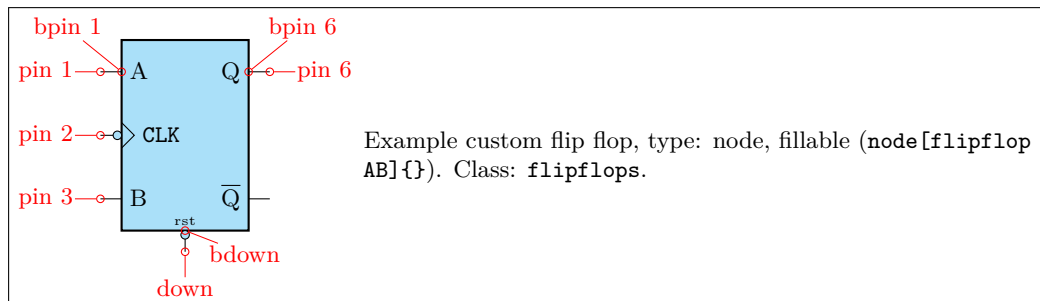 bpin 1 bpin 6
pin 1 A Q pin 6
pin 2 CLK
Example custom flip flop, type: node, fillable (node[flipflop
AB]{}). Class: flipflops.
pin 3 B Q̅
rst
bdown
down